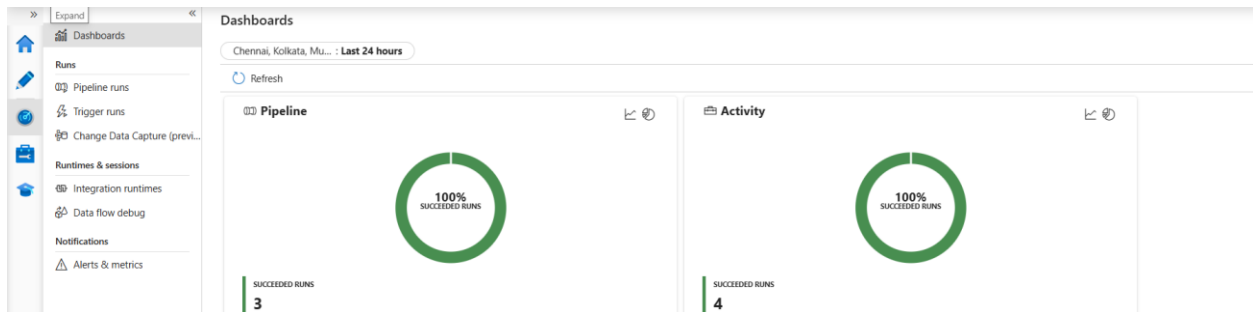 » Expand «
Dashboards
Runs
Pipeline runs
Trigger runs
Change Data Capture (previ...
Runtimes & sessions
Integration runtimes
Data flow debug
Notifications
Alerts & metrics
Dashboards
Chennai, Kolkata, Mu... : Last 24 hours
Refresh
Pipeline
100%
SUCCEEDED RUNS
SUCCEEDED RUNS
3
Activity
100%
SUCCEEDED RUNS
SUCCEEDED RUNS
4